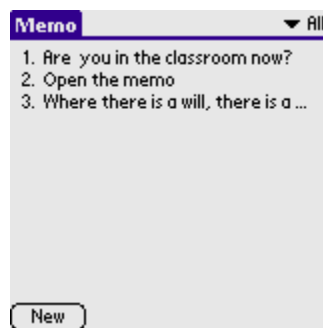 Memo All
1. Are you in the classroom now?
2. Open the memo
3. Where there is a will, there is a ...
New